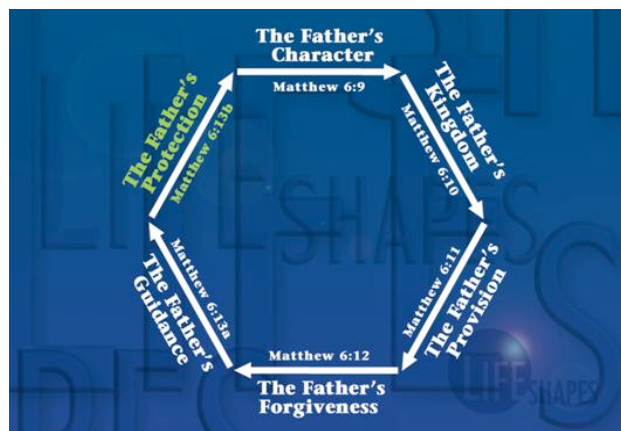 The Father's
Character
Matthew 6:9
The Father's
Kingdom
Matthew 6:10
The Father's
Provision
Matthew 6:11
Matthew 6:12
The Father's
Forgiveness
Matthew 6:13a
The Father's
Guidance
The Father's
Protection
Matthew 6:13b
LIFE
SHAPES
LIFE
SHAPES